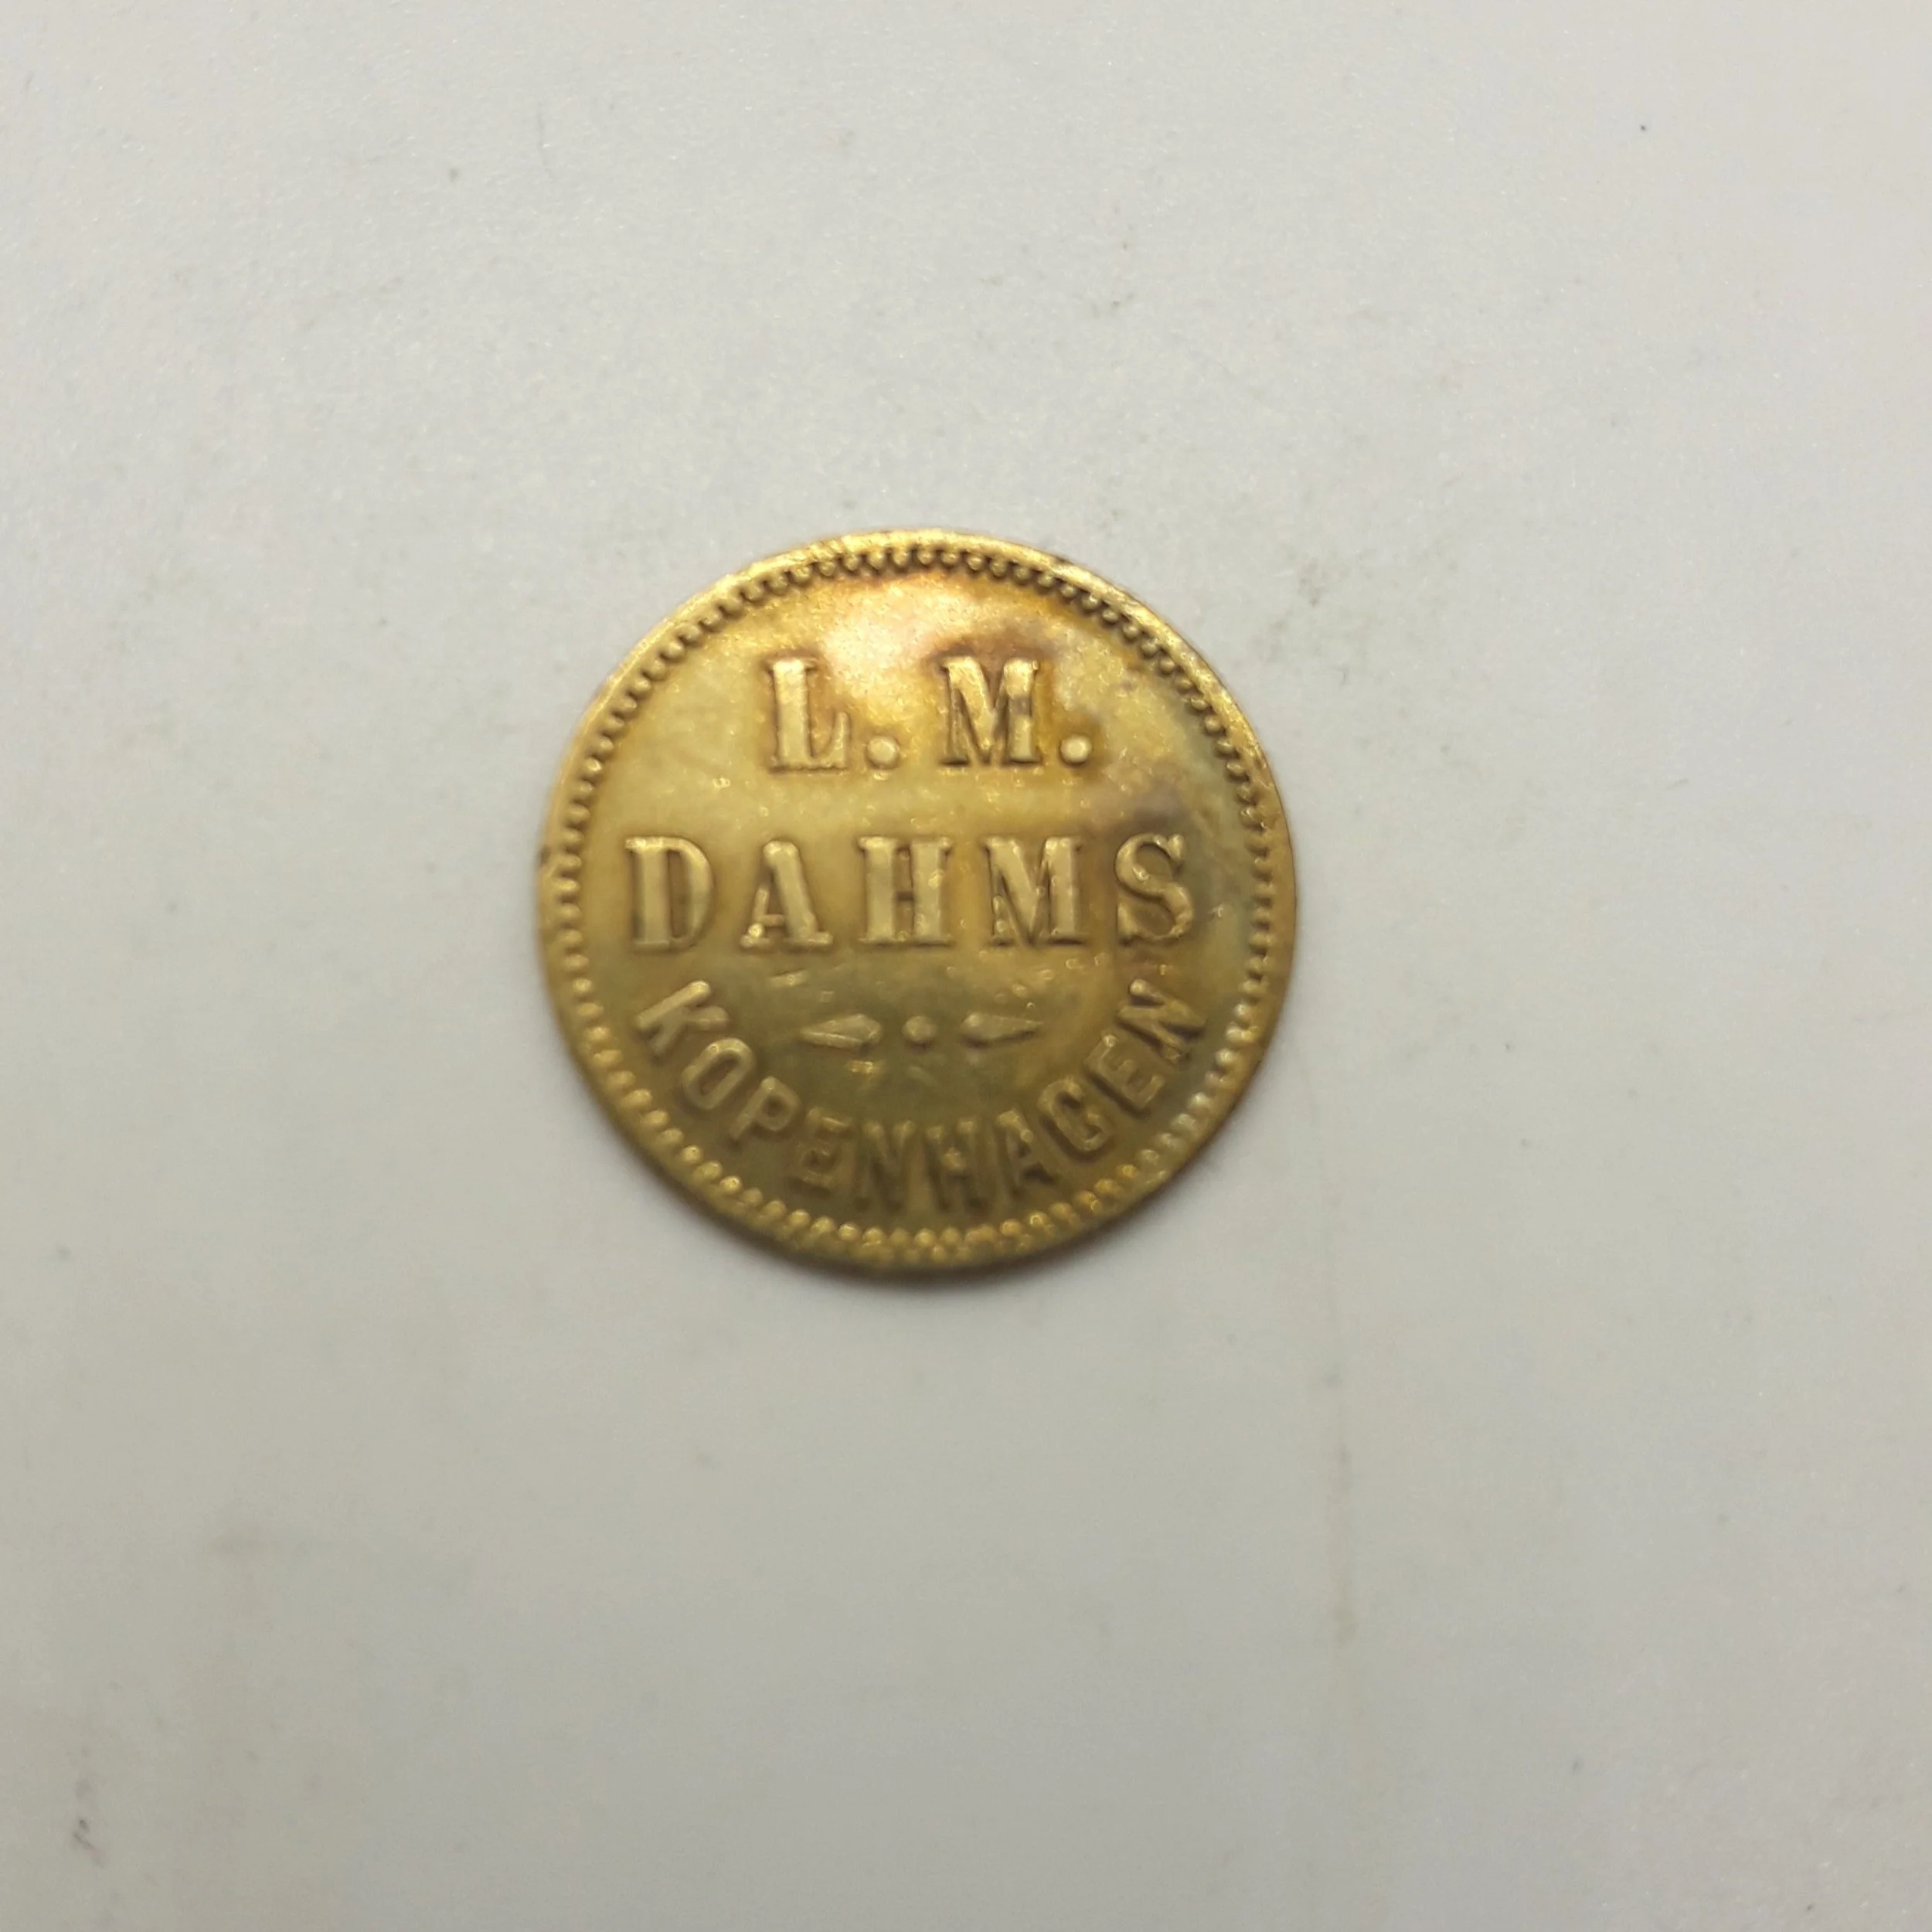 L. M.
DAHMS
KOPENHAGEN